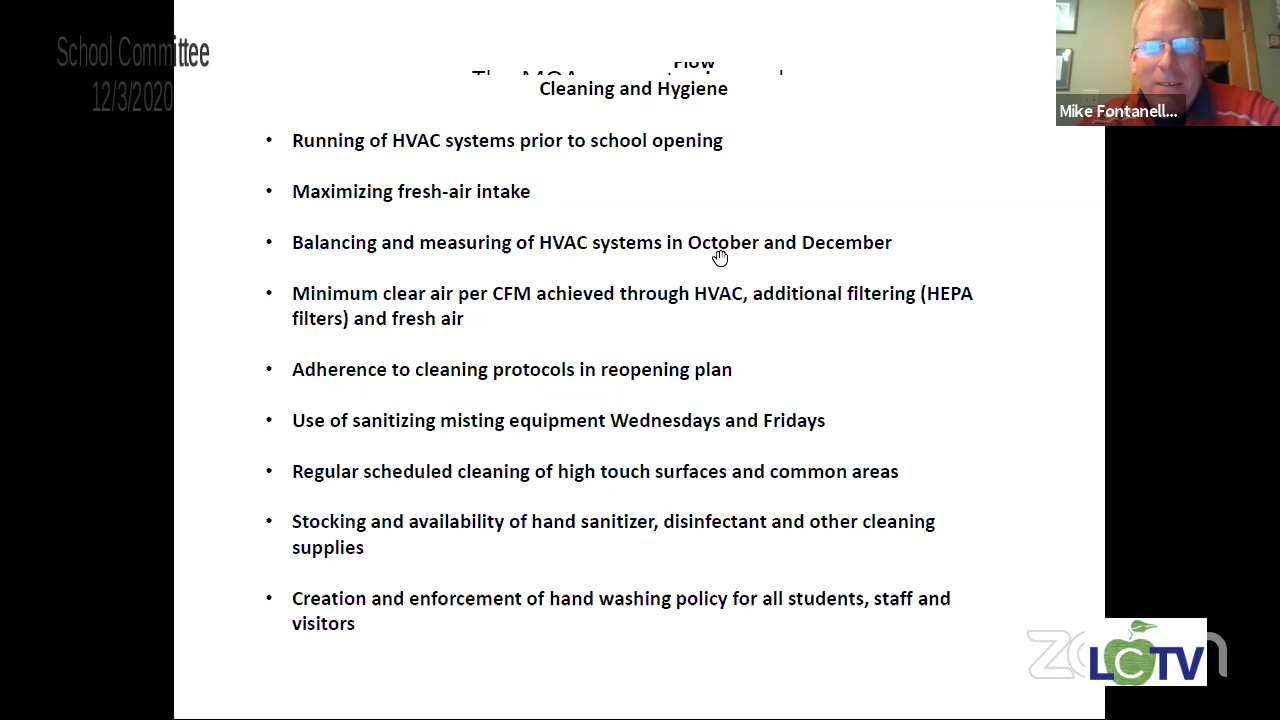 School Committee
12/3/2020
Flow
Cleaning and Hygiene
Mike Fontanell...
• Running of HVAC systems prior to school opening
• Maximizing fresh-air intake
• Balancing and measuring of HVAC systems in October and December
• Minimum clear air per CFM achieved through HVAC, additional filtering (HEPA
filters) and fresh air
• Adherence to cleaning protocols in reopening plan
• Use of sanitizing misting equipment Wednesdays and Fridays
• Regular scheduled cleaning of high touch surfaces and common areas
• Stocking and availability of hand sanitizer, disinfectant and other cleaning
supplies
• Creation and enforcement of hand washing policy for all students, staff and
visitors
LCTV